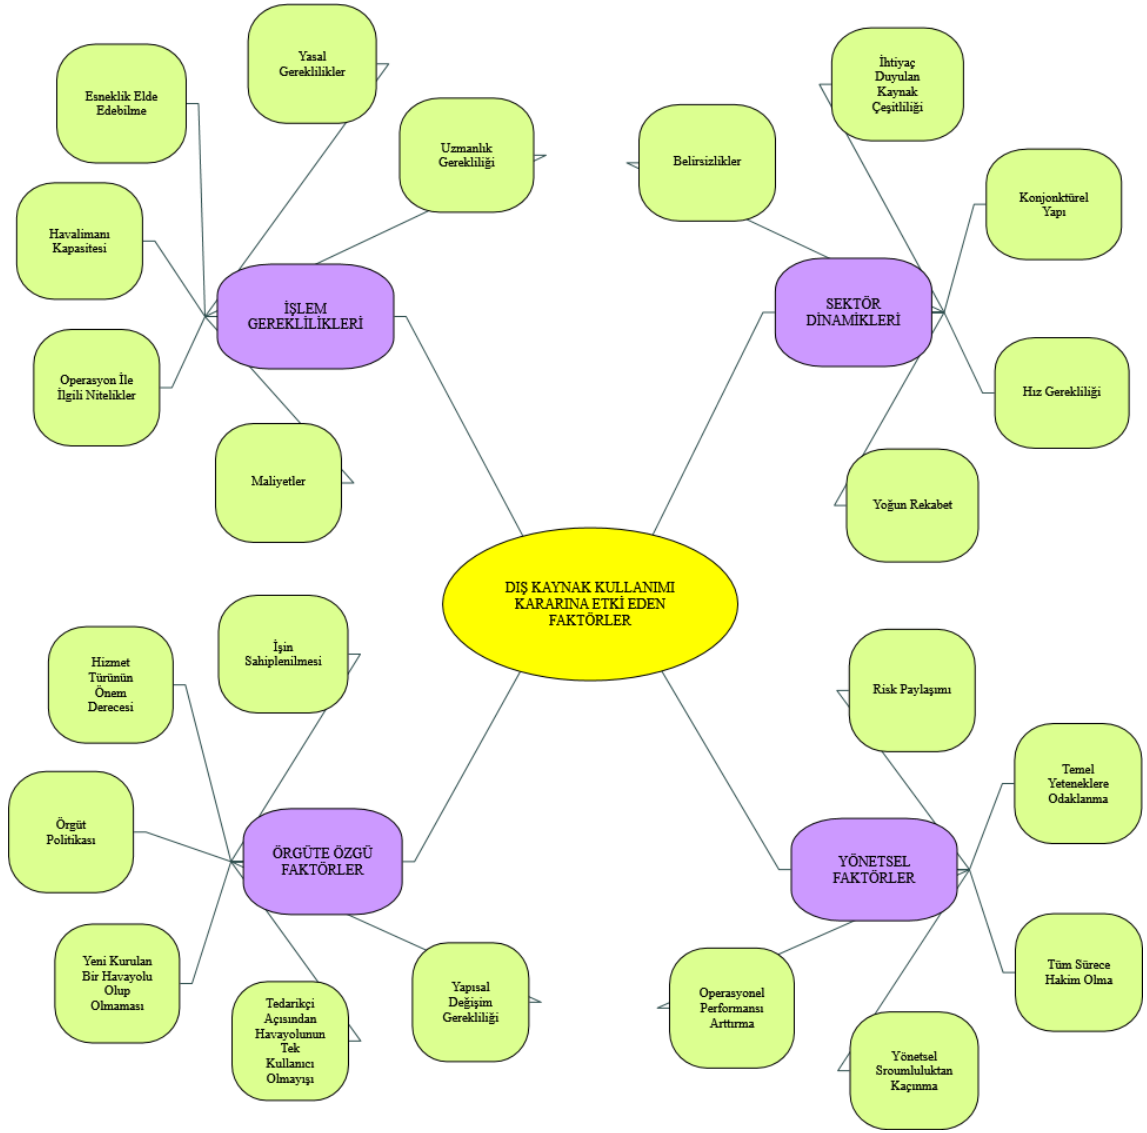 Yasal
Gereklilikler
Esneklik Elde
Edebilme
Uzmanlık
Gerekliliği
Havalimanı
Kapasitesi
İŞLEM
GEREKLİLİKLERİ
Operasyon İle
İlgili Nitelikler
Maliyetler
İhtiyaç
Duyulan
Kaynak
Çeşitliliği
Belirsizlikler
Konjonktürel
Yapı
SEKTÖR
DİNAMİKLERİ
Hız Gerekliliği
Yoğun Rekabet
DIŞ KAYNAK KULLANIMI
KARARINA ETKİ EDEN
FAKTÖRLER
İşin
Sahiplenilmesi
Hizmet
Türünün
Önem
Derecesi
Örgüt
Politikası
ÖRGÜTE ÖZGÜ
FAKTÖRLER
Yeni Kurulan
Bir Havayolu
Olup
Olmaması
Tedarikçi
Açısından
Havayolunun
Tek
Kullanıcı
Olmayışı
Yapısal
Değişim
Gerekliliği
Risk Paylaşımı
Temel
Yeteneklere
Odaklanma
YÖNETSEL
FAKTÖRLER
Tüm Sürece
Hakim Olma
Operasyonel
Performansı
Arttırma
Yönetsel
Sroumluluktan
Kaçınma